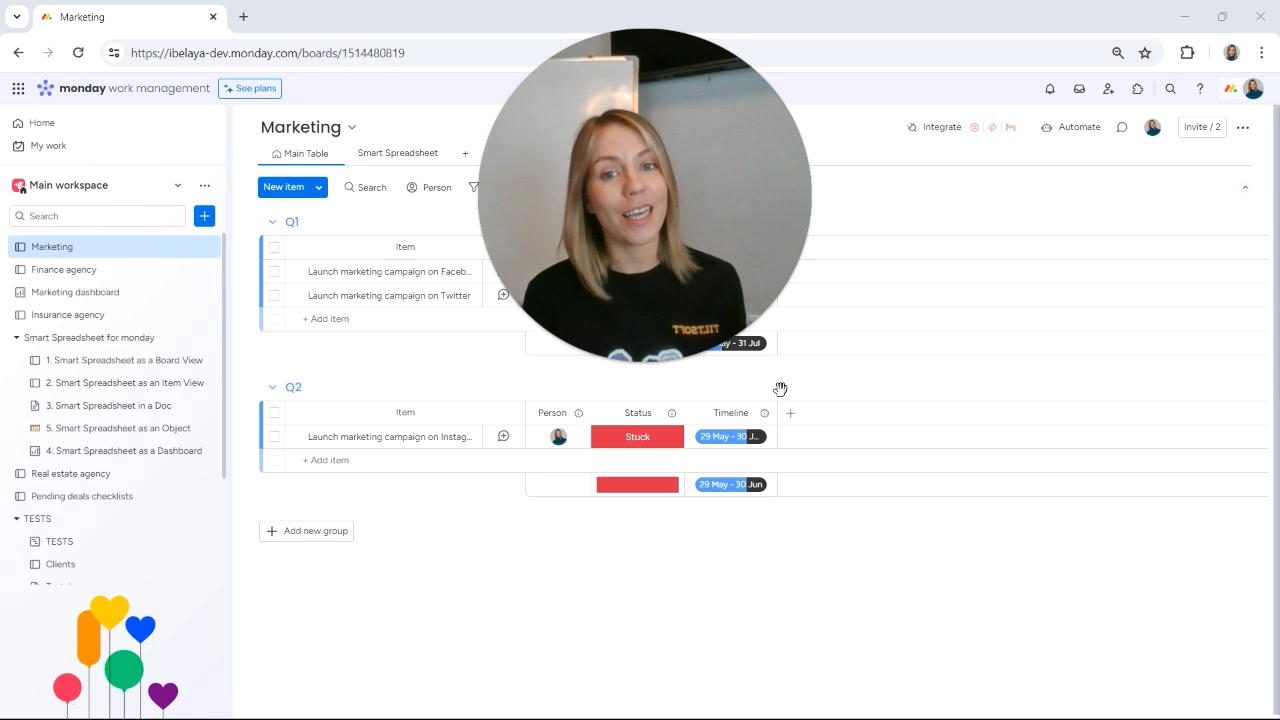 Marketing
https://ibelaya-dev.monday.com/boards/1514480819
monday work management
See plans
Home
My work
Main workspace
Search
Marketing
Finance agency
Marketing dashboard
Insurance agency
Smart Spreadsheet for monday
1. Smart Spreadsheet as a Board View
2. Smart Spreadsheet as an Item View
3. Smart Spreadsheet in a Doc
5. Smart Spreadsheet as an Object
4. Smart Spreadsheet as a Dashboard
Real estate agency
Pending deals checklists
TESTS
TESTS
Clients
Marketing
Integrate
Automate
Invite / 2
Main Table
Smart Spreadsheet
New item
Search
Person
Q1
Item
Launch marketing campaign on Faceb...
Launch marketing campaign on Twitter
+ Add item
TILTSOFT
ay - 31 Jul
Q2
Item
Person
Status
Timeline
Launch marketing campaign on Instag...
Stuck
29 May - 30 J...
+ Add item
29 May - 30 Jun
Add new group